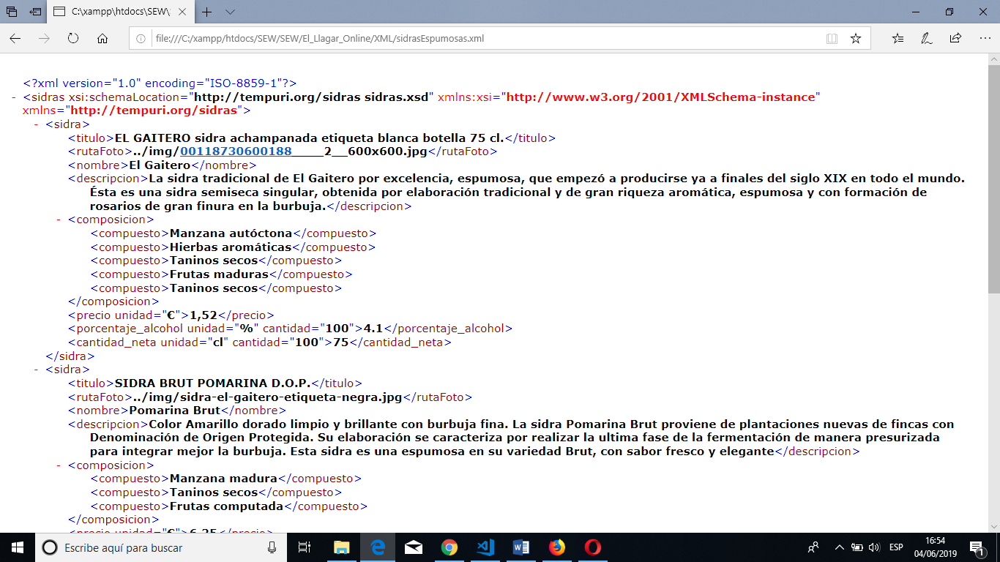 C:\xampp\htdocs\SEW\
file:///C:/xampp/htdocs/SEW/SEW/El_Llagar_Online/XML/sidrasEspumosas.xml
<?xml version="1.0" encoding="ISO-8859-1"?>
- <sidras xsi:schemaLocation="http://tempuri.org/sidras sidras.xsd" xmlns:xsi="http://www.w3.org/2001/XMLSchema-instance"
xmlns="http://tempuri.org/sidras">
- <sidra>
<titulo>EL GAITERO sidra achampanada etiqueta blanca botella 75 cl.</titulo>
<rutaFoto>../img/00118730600188_____2__600x600.jpg</rutaFoto>
<nombre>El Gaitero</nombre>
<descripcion>La sidra tradicional de El Gaitero por excelencia, espumosa, que empezó a producirse ya a finales del siglo XIX en todo el mundo.
Ésta es una sidra semiseca singular, obtenida por elaboración tradicional y de gran riqueza aromática, espumosa y con formación de
rosarios de gran finura en la burbuja.</descripcion>
- <composicion>
<compuesto>Manzana autóctona</compuesto>
<compuesto>Hierbas aromáticas</compuesto>
<compuesto>Taninos secos</compuesto>
<compuesto>Frutas maduras</compuesto>
<compuesto>Taninos secos</compuesto>
</composicion>
<precio unidad="€">1,52</precio>
<porcentaje_alcohol unidad="%" cantidad="100">4.1</porcentaje_alcohol>
<cantidad_neta unidad="cl" cantidad="100">75</cantidad_neta>
</sidra>
- <sidra>
<titulo>SIDRA BRUT POMARINA D.O.P.</titulo>
<rutaFoto>../img/sidra-el-gaitero-etiqueta-negra.jpg</rutaFoto>
<nombre>Pomarina Brut</nombre>
<descripcion>Color Amarillo dorado limpio y brillante con burbuja fina. La sidra Pomarina Brut proviene de plantaciones nuevas de fincas con
Denominación de Origen Protegida. Su elaboración se caracteriza por realizar la ultima fase de la fermentación de manera presurizada
para integrar mejor la burbuja. Esta sidra es una espumosa en su variedad Brut, con sabor fresco y elegante</descripcion>
- <composicion>
<compuesto>Manzana madura</compuesto>
<compuesto>Taninos secos</compuesto>
<compuesto>Frutas computada</compuesto>
</composicion>
<precio unidad="€">6,25</precio>
Escribe aquí para buscar
ESP
16:54
04/06/2019
1